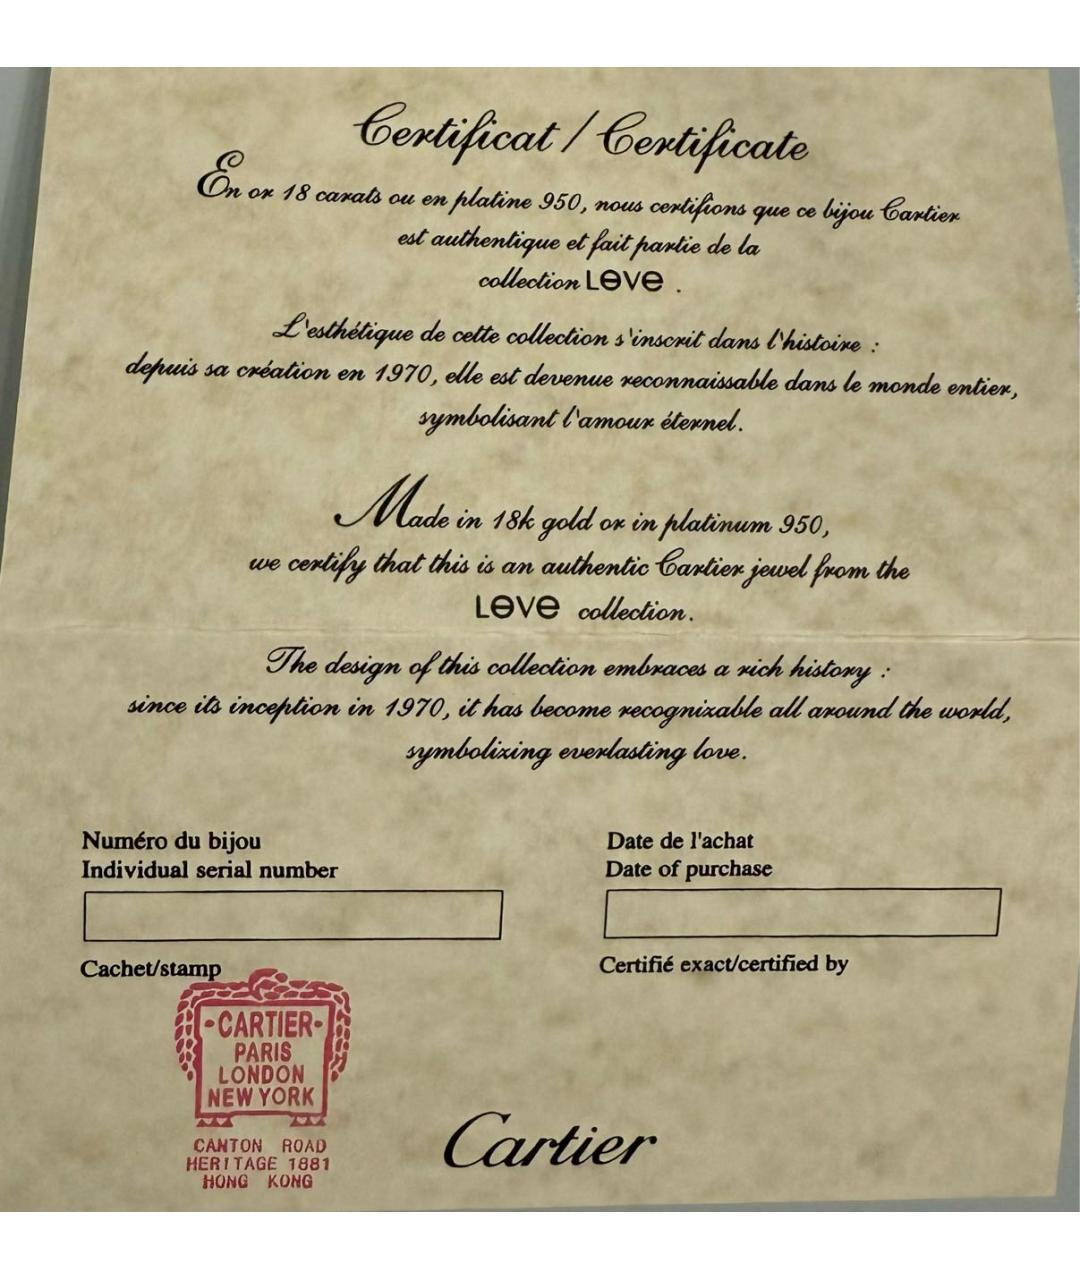 Certificat / Certificate
En or 18 carats ou en platine 950, nous certifions que ce bijou Cartier
est authentique et fait partie de la
collection LOVE .
L'esthétique de cette collection s'inscrit dans l'histoire :
depuis sa création en 1970, elle est devenue reconnaissable dans le monde entier,
symbolisant l'amour éternel.
Made in 18k gold or in platinum 950,
we certify that this is an authentic Cartier jewel from the
LOVE collection.
The design of this collection embraces a rich history :
since its inception in 1970, it has become recognizable all around the world,
symbolizing everlasting love.
Numéro du bijou
Individual serial number
Date de l'achat
Date of purchase
Cachet/stamp
Certifié exact/certified by
·CARTIER·
PARIS
LONDON
NEW YORK
CANTON ROAD
HERITAGE 1881
HONG KONG
Cartier